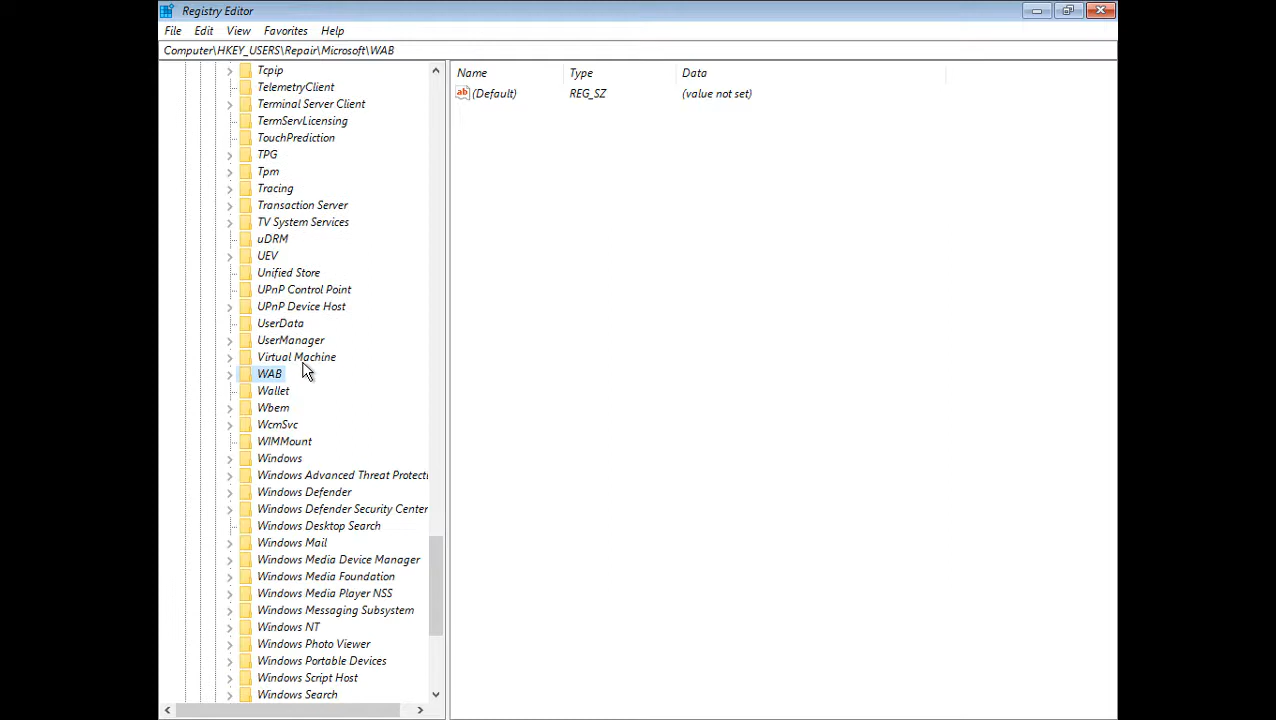 Registry Editor
File Edit View Favorites Help
Computer\HKEY_USERS\Repair\Microsoft\WAB
Tcpip
TelemetryClient
Terminal Server Client
TermServLicensing
TouchPrediction
TPG
Tpm
Tracing
Transaction Server
TV System Services
uDRM
UEV
Unified Store
UPnP Control Point
UPnP Device Host
UserData
UserManager
Virtual Machine
WAB
Wallet
Wbem
WcmSvc
WIMMount
Windows
Windows Advanced Threat Protecti
Windows Defender
Windows Defender Security Center
Windows Desktop Search
Windows Mail
Windows Media Device Manager
Windows Media Foundation
Windows Media Player NSS
Windows Messaging Subsystem
Windows NT
Windows Photo Viewer
Windows Portable Devices
Windows Script Host
Windows Search
Name Type Data
ab (Default) REG_SZ (value not set)